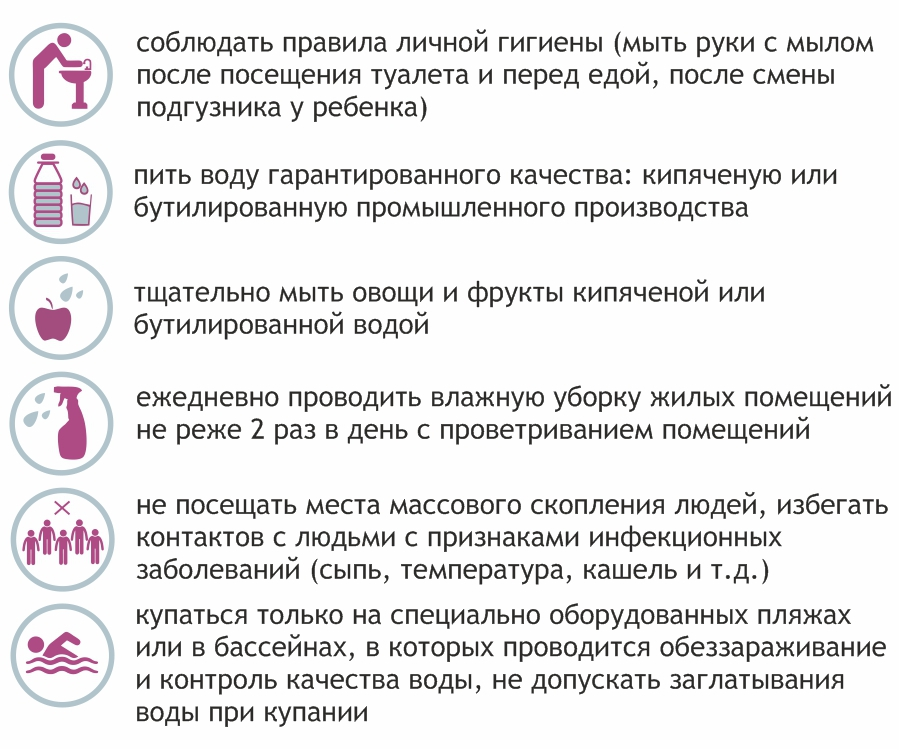 соблюдать правила личной гигиены (мыть руки с мылом
после посещения туалета и перед едой, после смены
подгузника у ребенка)
пить воду гарантированного качества: кипяченую или
бутилированную промышленного производства
тщательно мыть овощи и фрукты кипяченой или
бутилированной водой
ежедневно проводить влажную уборку жилых помещений
не реже 2 раз в день с проветриванием помещений
не посещать места массового скопления людей, избегать
контактов с людьми с признаками инфекционных
заболеваний (сыпь, температура, кашель и т.д.)
купаться только на специально оборудованных пляжах
или в бассейнах, в которых проводится обеззараживание
и контроль качества воды, не допускать заглатывания
воды при купании